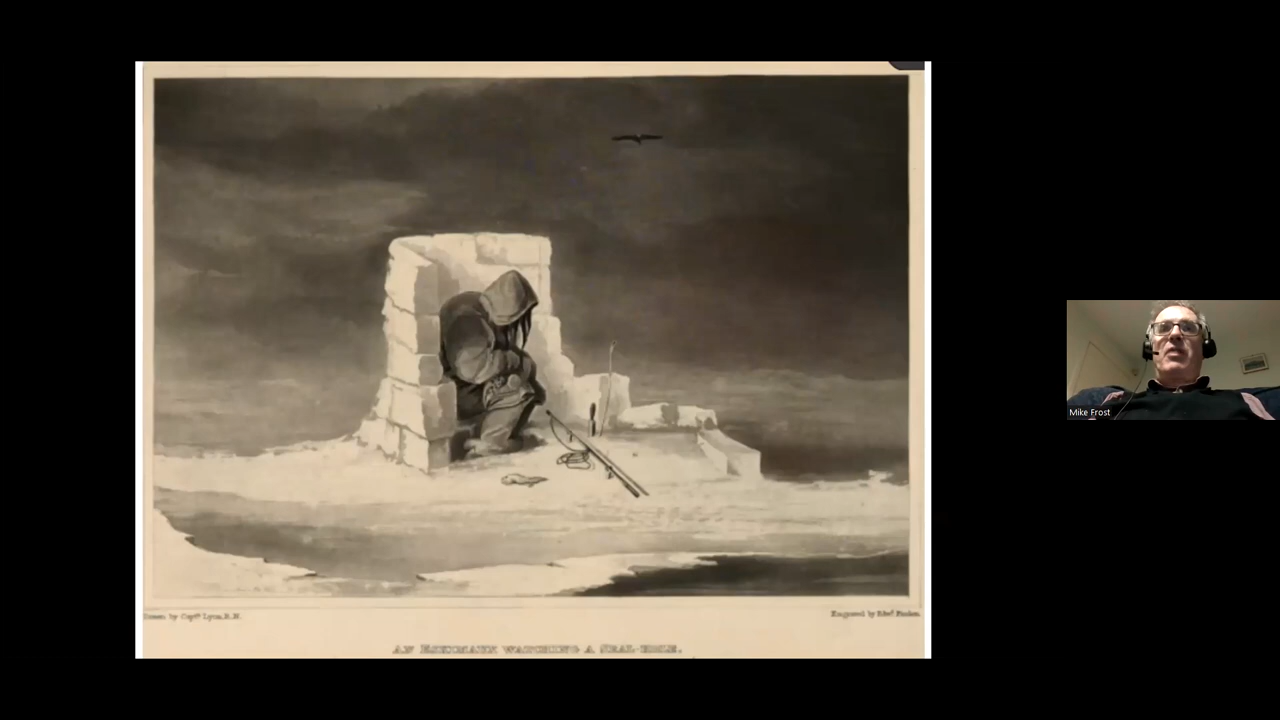 Drawn by Captn. Lyon, R.N.
Engraved by Edwd. Finden.
AN ESKIMAUX WATCHING A SEAL-HOLE.
Mike Frost